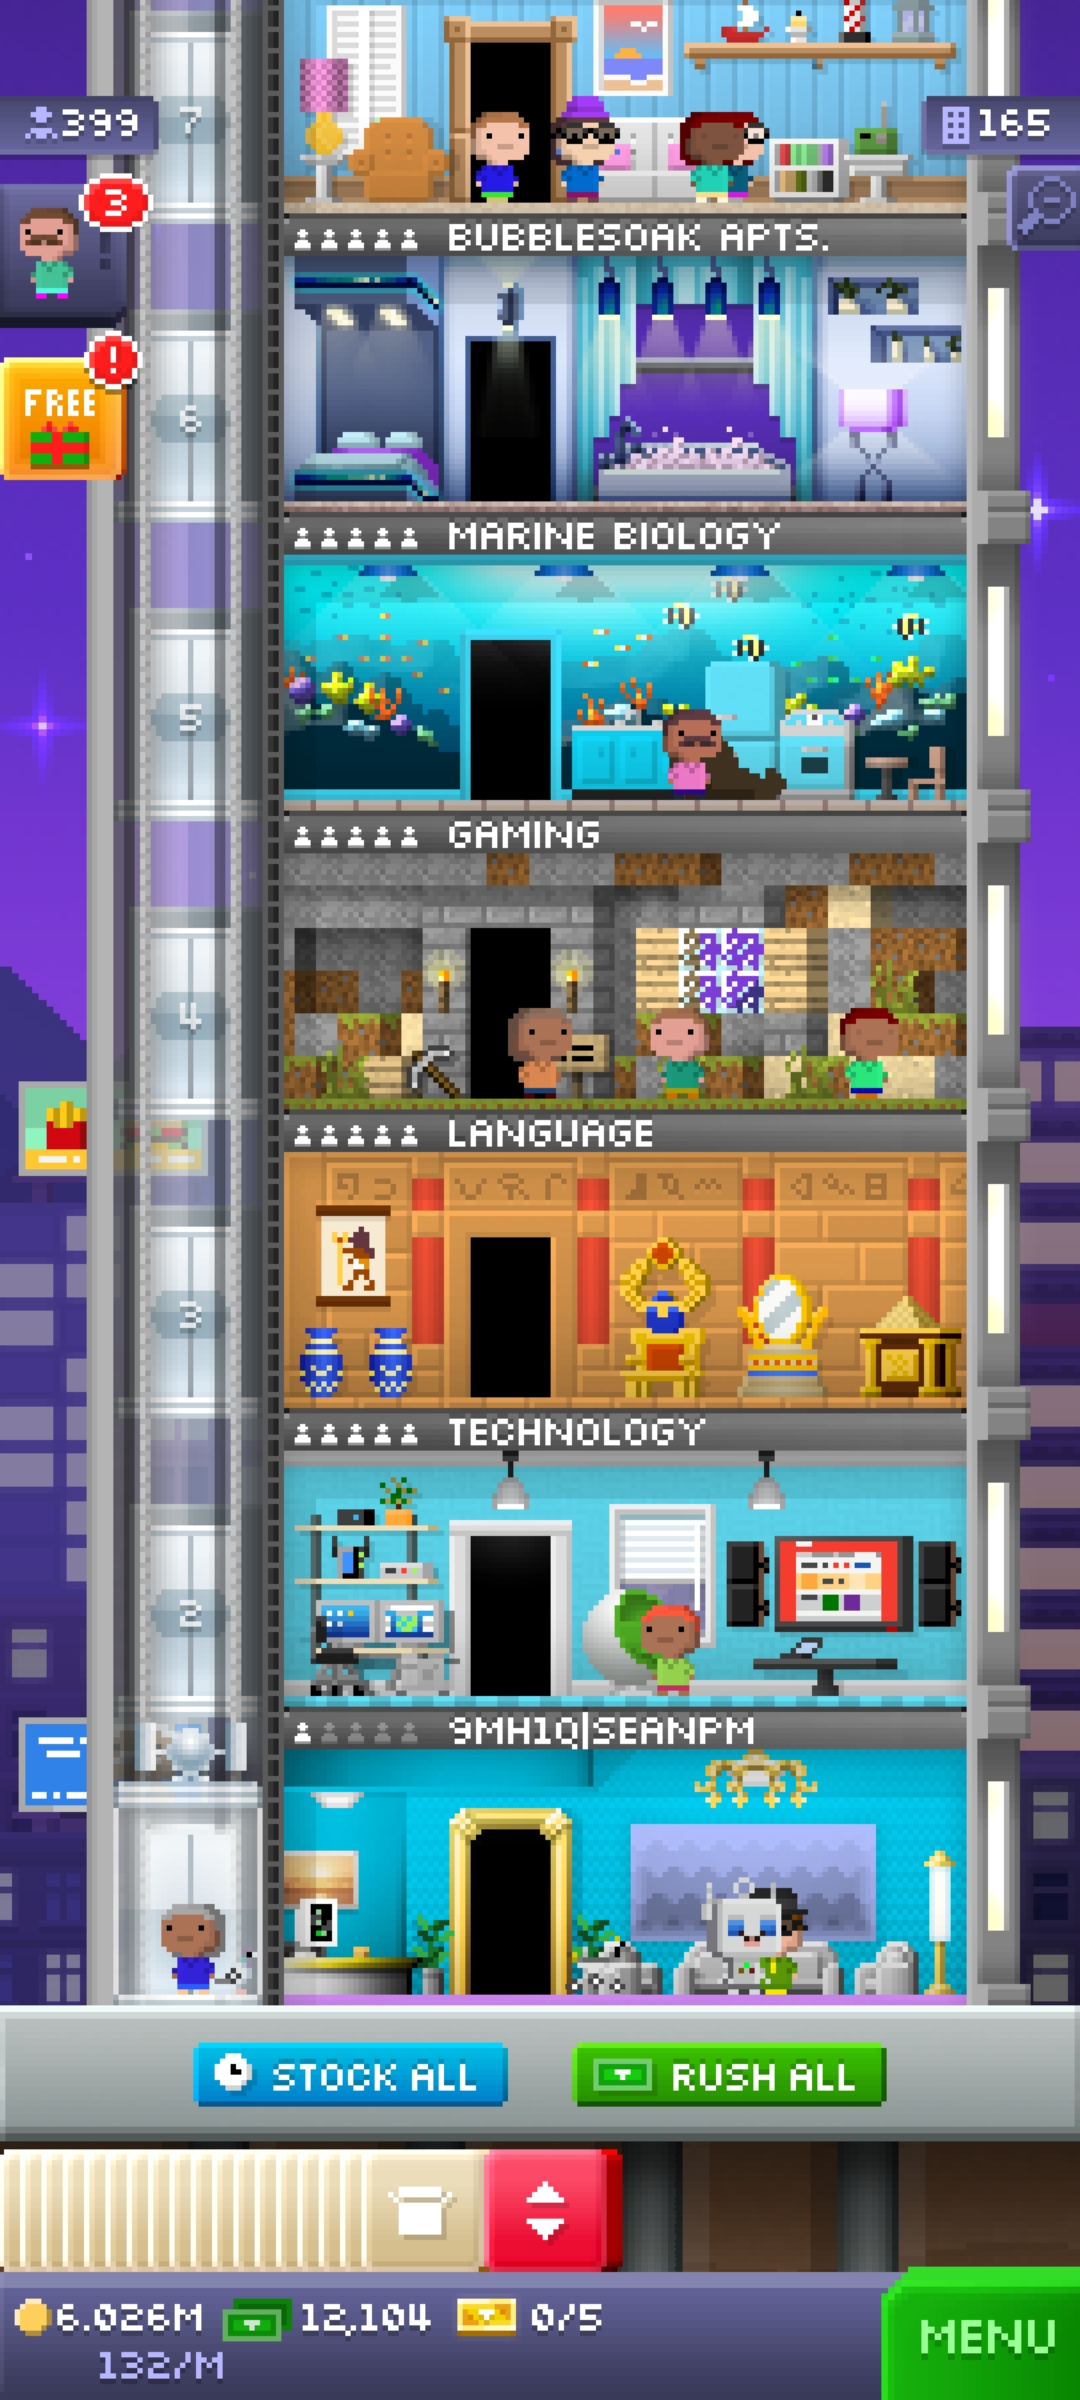 7
399
165
3
BUBBLESOAK APTS.
!
FREE
6
MARINE BIOLOGY
5
GAMING
4
LANGUAGE
3
TECHNOLOGY
2
9MH1Q|SEANPM
STOCK ALL
RUSH ALL
6.026M
12,104
0/5
132/M
MENU